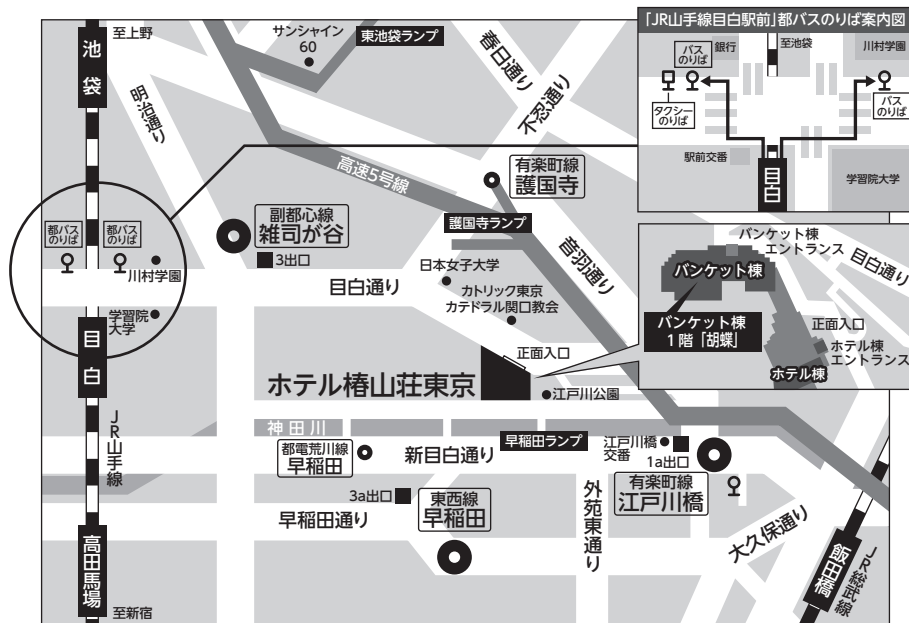 至上野
池袋
明治通り
サンシャイン
60
東池袋ランプ
春日通り
不忍通り
高速5号線
有楽町線
護国寺
護国寺ランプ
音羽通り
副都心線
雑司が谷
3出口
都バス
のりば
都バス
のりば
川村学園
目白通り
日本女子大学
カトリック東京
カテドラル関口教会
学習院
大学
目白
正面入口
ホテル椿山荘東京
江戸川公園
JR山手線
神田川
都電荒川線
早稲田
新目白通り
早稲田ランプ
江戸川橋
交番
1a出口
有楽町線
江戸川橋
3a出口
東西線
早稲田
早稲田通り
外苑東通り
大久保通り
飯田橋
JR総武線
高田馬場
至新宿
「JR山手線目白駅前」都バスのりば案内図
バス
のりば
銀行
至池袋
川村学園
タクシー
のりば
バス
のりば
駅前交番
目白
学習院大学
バンケット棟
エントランス
目白通り
バンケット棟
バンケット棟
1階「胡蝶」
正面入口
ホテル棟
エントランス
ホテル棟